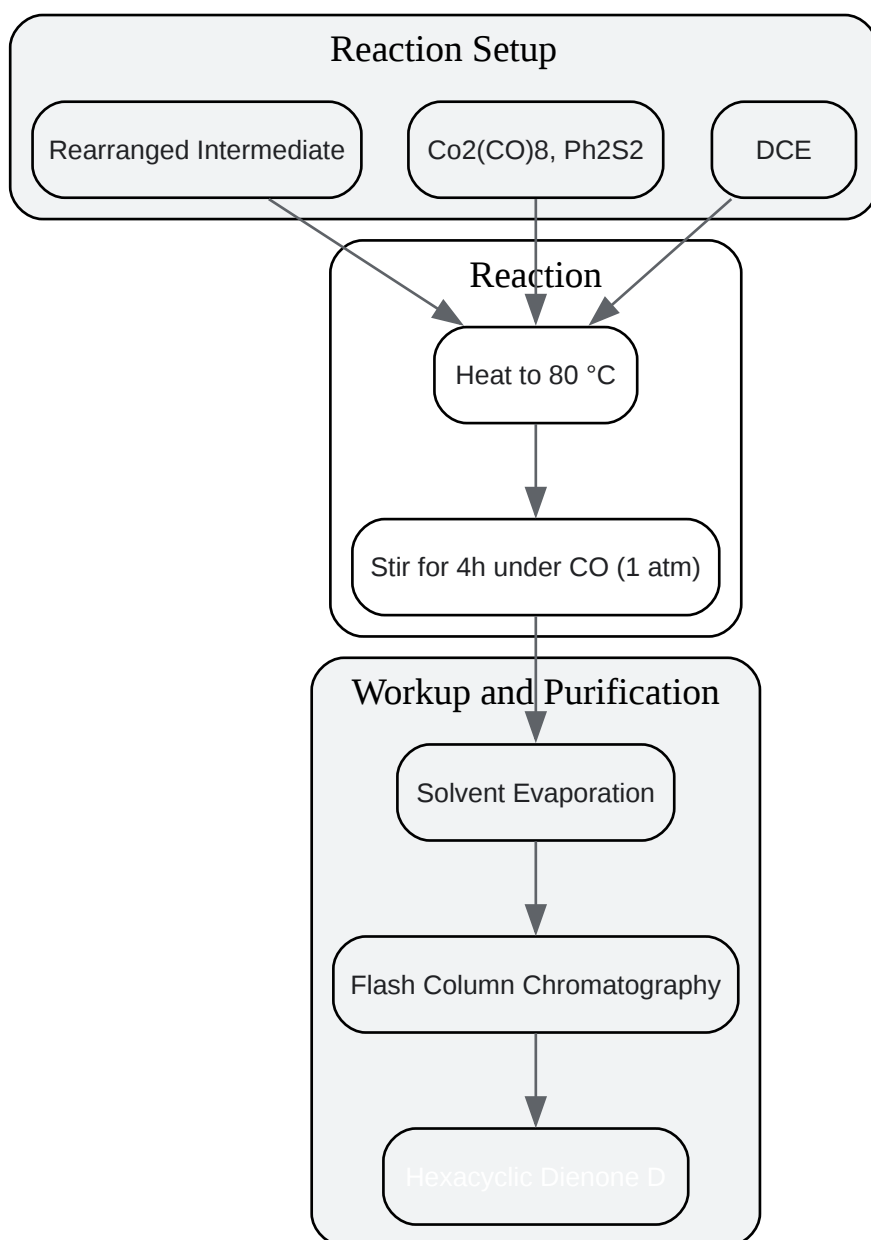 Reaction Setup
Rearranged Intermediate
Co2(CO)8, Ph2S2
DCE
Reaction
Heat to 80 °C
Stir for 4h under CO (1 atm)
Workup and Purification
Solvent Evaporation
Flash Column Chromatography
Hexacyclic Dienone D